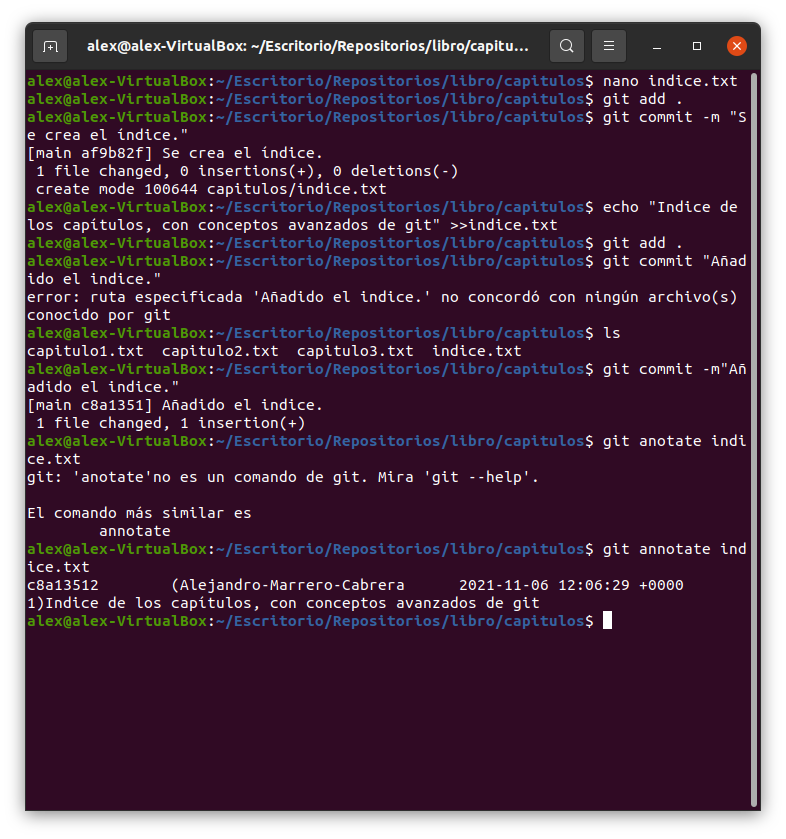 alex@alex-VirtualBox: ~/Escritorio/Repositorios/libro/capitu...
alex@alex-VirtualBox:~/Escritorio/Repositorios/libro/capitulos$ nano indice.txt
alex@alex-VirtualBox:~/Escritorio/Repositorios/libro/capitulos$ git add .
alex@alex-VirtualBox:~/Escritorio/Repositorios/libro/capitulos$ git commit -m "S
e crea el índice."
[main af9b82f] Se crea el índice.
 1 file changed, 0 insertions(+), 0 deletions(-)
 create mode 100644 capitulos/indice.txt
alex@alex-VirtualBox:~/Escritorio/Repositorios/libro/capitulos$ echo "Indice de
los capítulos, con conceptos avanzados de git" >>indice.txt
alex@alex-VirtualBox:~/Escritorio/Repositorios/libro/capitulos$ git add .
alex@alex-VirtualBox:~/Escritorio/Repositorios/libro/capitulos$ git commit "Añad
ido el indice."
error: ruta especificada 'Añadido el indice.' no concordó con ningún archivo(s)
conocido por git
alex@alex-VirtualBox:~/Escritorio/Repositorios/libro/capitulos$ ls
capitulo1.txt  capitulo2.txt  capitulo3.txt  indice.txt
alex@alex-VirtualBox:~/Escritorio/Repositorios/libro/capitulos$ git commit -m"Añ
adido el indice."
[main c8a1351] Añadido el indice.
 1 file changed, 1 insertion(+)
alex@alex-VirtualBox:~/Escritorio/Repositorios/libro/capitulos$ git anotate indi
ce.txt
git: 'anotate'no es un comando de git. Mira 'git --help'.
El comando más similar es
        annotate
alex@alex-VirtualBox:~/Escritorio/Repositorios/libro/capitulos$ git annotate ind
ice.txt
c8a13512        (Alejandro-Marrero-Cabrera      2021-11-06 12:06:29 +0000
1)Indice de los capítulos, con conceptos avanzados de git
alex@alex-VirtualBox:~/Escritorio/Repositorios/libro/capitulos$